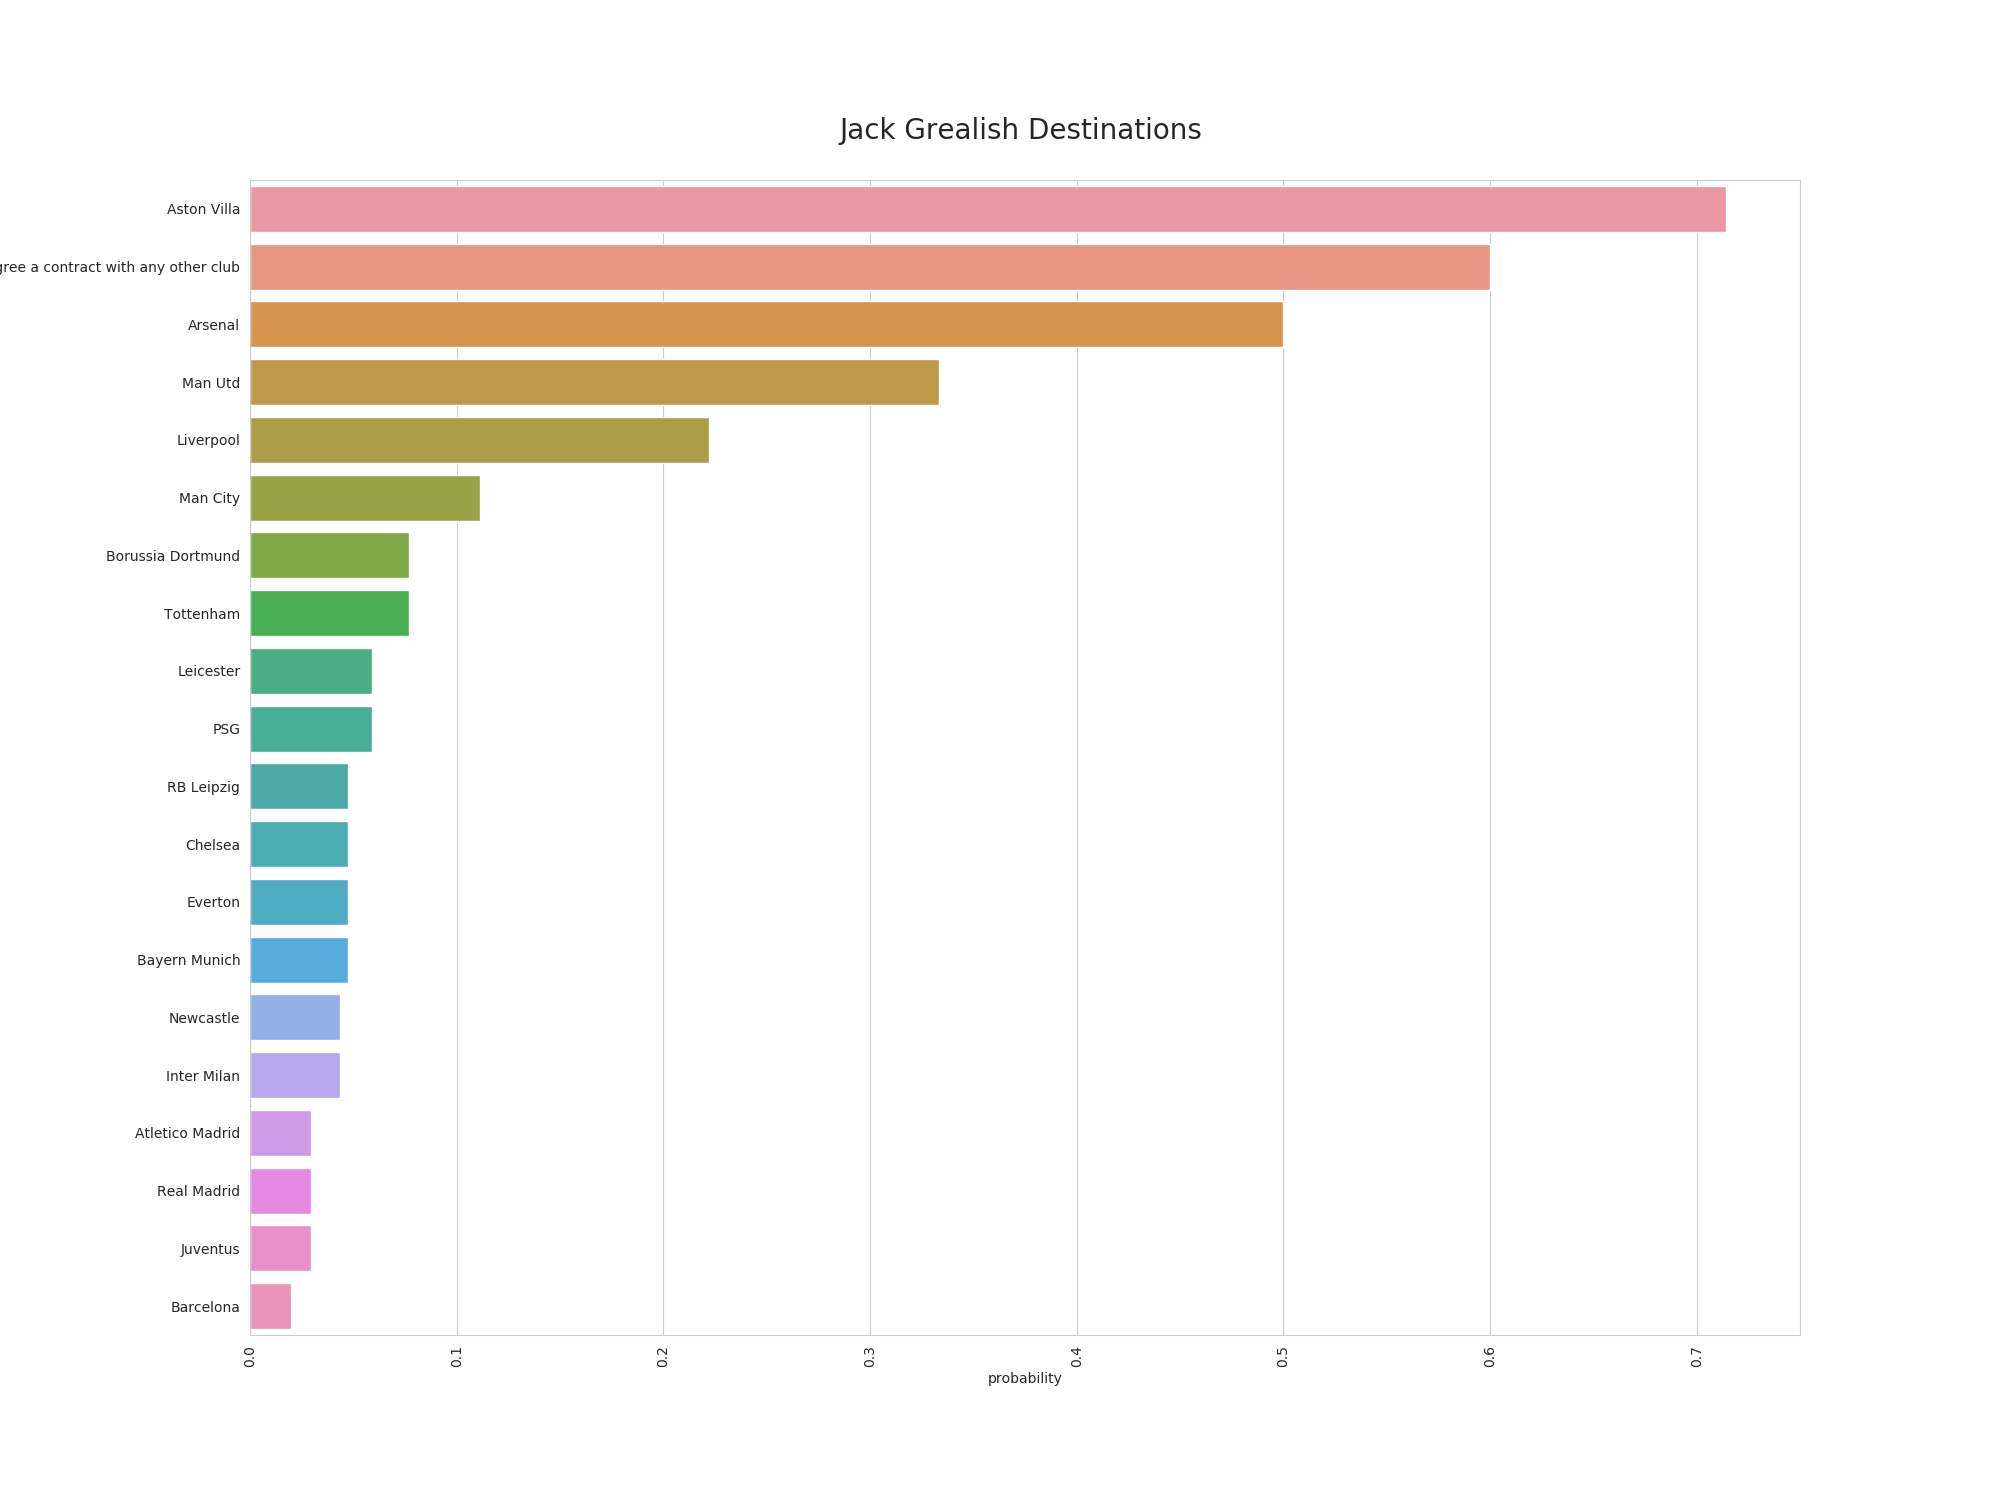 Jack Grealish Destinations
Aston Villa
a contract with any other club
Arsenal
Man Utd
Liverpool
Man City
Borussia Dortmund
Tottenham
Leicester
PSG
RB Leipzig
Chelsea
Everton
Bayern Munich
Newcastle
Inter Milan
Atletico Madrid
Real Madrid
Juventus
Barcelona
0.0 0.1 0.2 0.3 0.4 0.5 0.6 0.7
probability